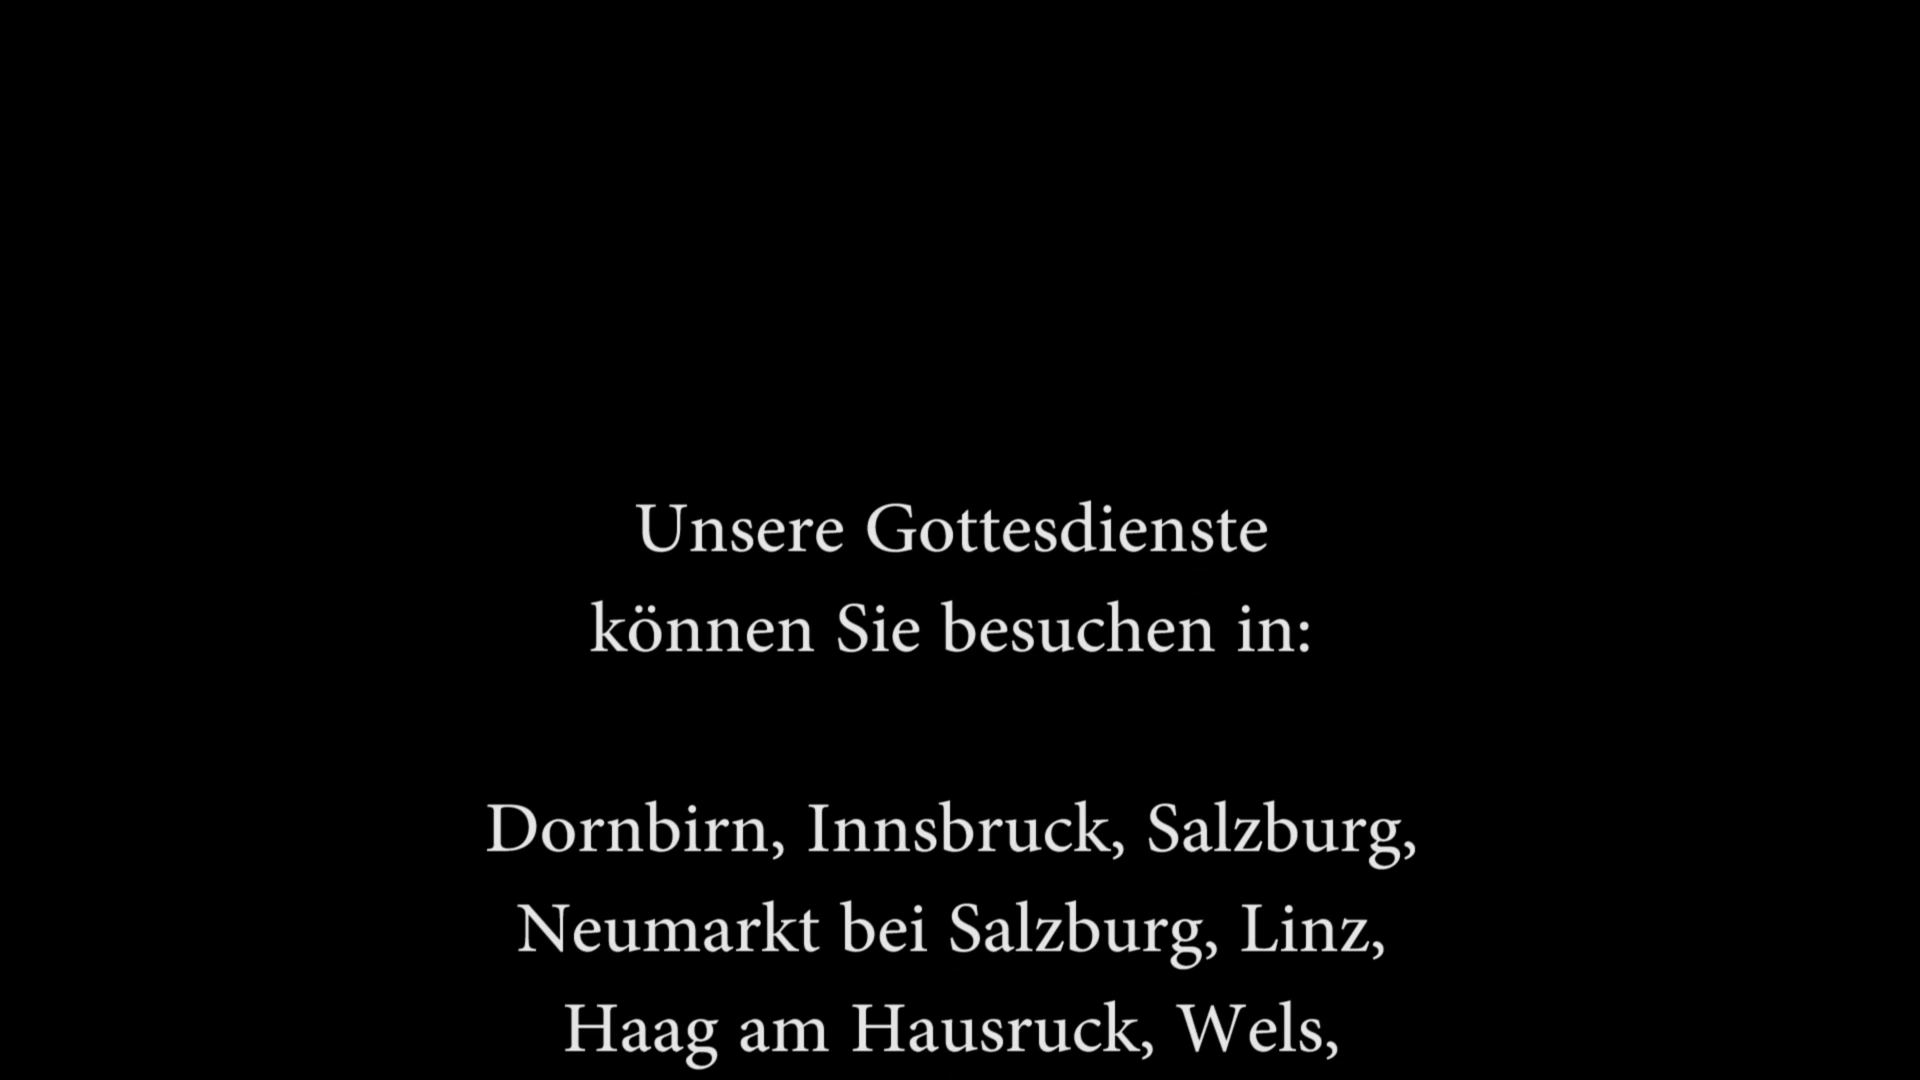 Unsere Gottesdienste
können Sie besuchen in:
Dornbirn, Innsbruck, Salzburg,
Neumarkt bei Salzburg, Linz,
Haag am Hausruck, Wels,